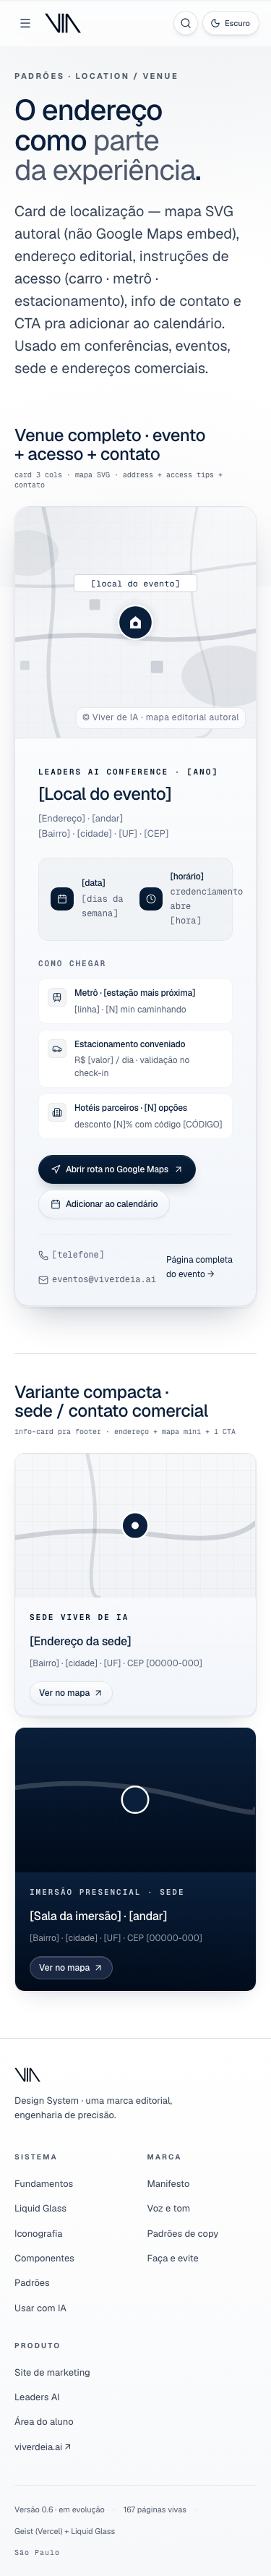 VIA
Escuro
PADRÕES · LOCATION / VENUE
O endereço
como parte
da experiência.
Card de localização — mapa SVG
autoral (não Google Maps embed),
endereço editorial, instruções de
acesso (carro · metrô ·
estacionamento), info de contato e
CTA pra adicionar ao calendário.
Usado em conferências, eventos,
sede e endereços comerciais.
Venue completo · evento
+ acesso + contato
card 3 cols · mapa SVG · address + access tips +
contato
[local do evento]
© Viver de IA · mapa editorial autoral
LEADERS AI CONFERENCE · [ANO]
[Local do evento]
[Endereço] · [andar]
[Bairro] · [cidade] · [UF] · [CEP]
[data]
[dias da
semana]
[horário]
credenciamento
abre
[hora]
COMO CHEGAR
Metrô · [estação mais próxima]
[linha] · [N] min caminhando
Estacionamento conveniado
R$ [valor] / dia · validação no
check-in
Hotéis parceiros · [N] opções
desconto [N]% com código [CÓDIGO]
Abrir rota no Google Maps ↗
Adicionar ao calendário
[telefone]
eventos@viverdeia.ai
Página completa
do evento →
Variante compacta ·
sede / contato comercial
info-card pra footer · endereço + mapa mini + 1 CTA
SEDE VIVER DE IA
[Endereço da sede]
[Bairro] · [cidade] · [UF] · CEP [00000-000]
Ver no mapa ↗
IMERSÃO PRESENCIAL · SEDE
[Sala da imersão] · [andar]
[Bairro] · [cidade] · [UF] · CEP [00000-000]
Ver no mapa ↗
VIA
Design System · uma marca editorial,
engenharia de precisão.
SISTEMA
Fundamentos
Liquid Glass
Iconografia
Componentes
Padrões
Usar com IA
MARCA
Manifesto
Voz e tom
Padrões de copy
Faça e evite
PRODUTO
Site de marketing
Leaders AI
Área do aluno
viverdeia.ai ↗
Versão 0.6 · em evolução · 167 páginas vivas ·
Geist (Vercel) + Liquid Glass
São Paulo